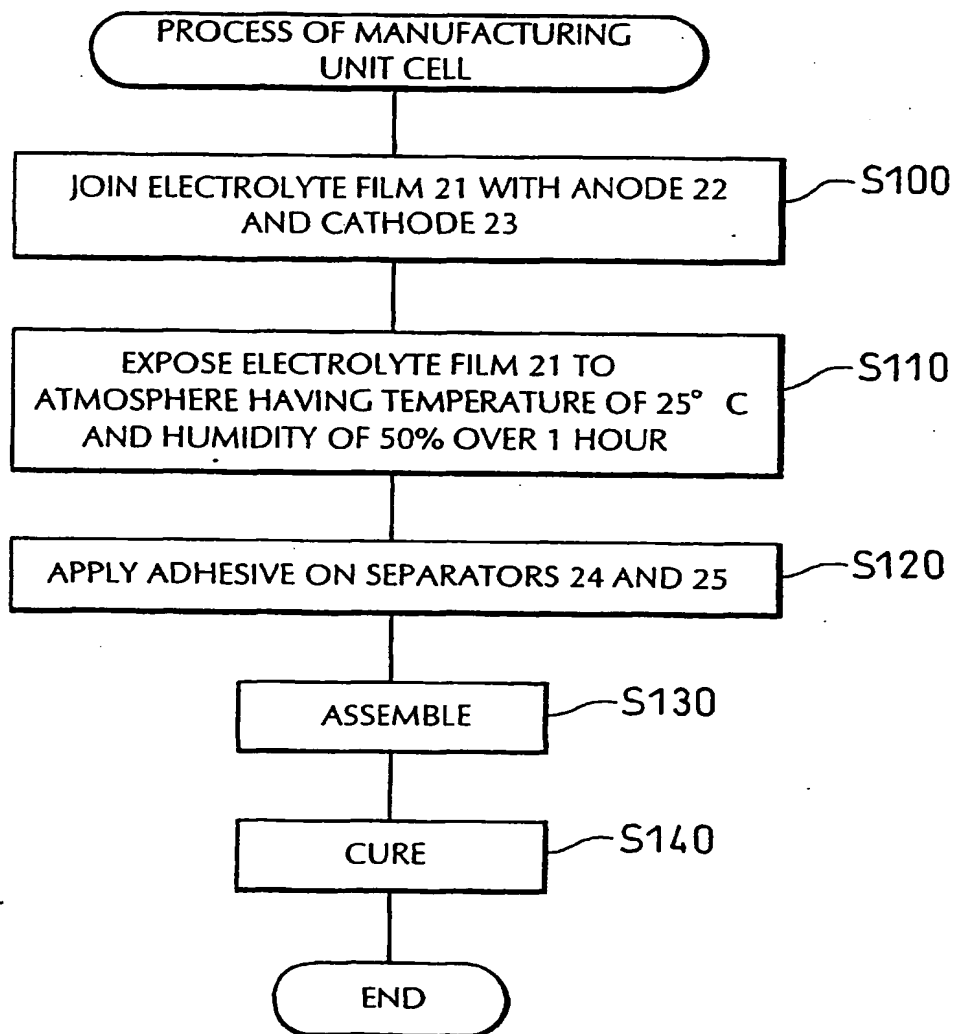 PROCESS OF MANUFACTURING
UNIT CELL
JOIN ELECTROLYTE FILM 21 WITH ANODE 22
AND CATHODE 23
S100
EXPOSE ELECTROLYTE FILM 21 TO
ATMOSPHERE HAVING TEMPERATURE OF 25° C
AND HUMIDITY OF 50% OVER 1 HOUR
S110
APPLY ADHESIVE ON SEPARATORS 24 AND 25
S120
ASSEMBLE
S130
CURE
S140
END